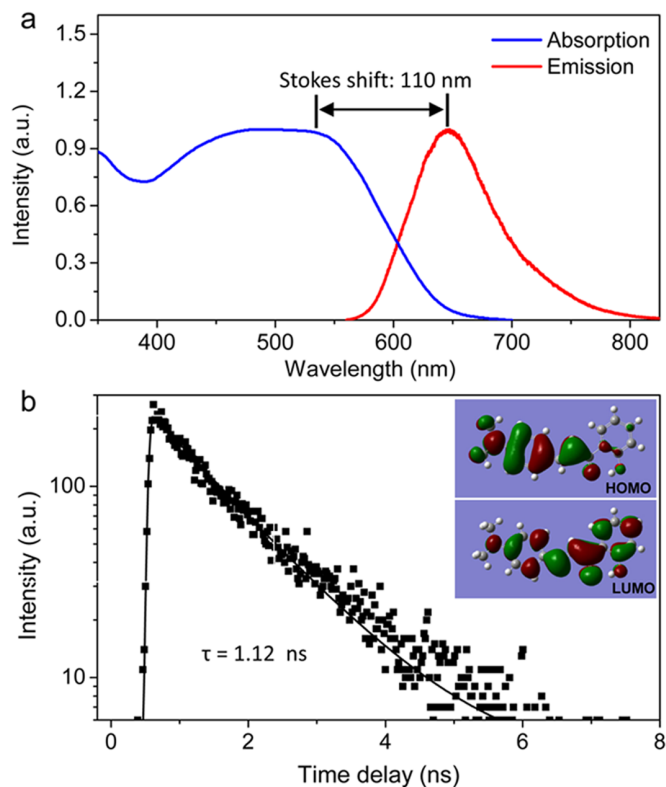 a
Absorption
Emission
Stokes shift: 110 nm
Intensity (a.u.)
1.5
1.2
0.9
0.6
0.3
0.0
400 500 600 700 800
Wavelength (nm)
b
HOMO
LUMO
Intensity (a.u.)
100
10
τ = 1.12 ns
0 2 4 6 8
Time delay (ns)